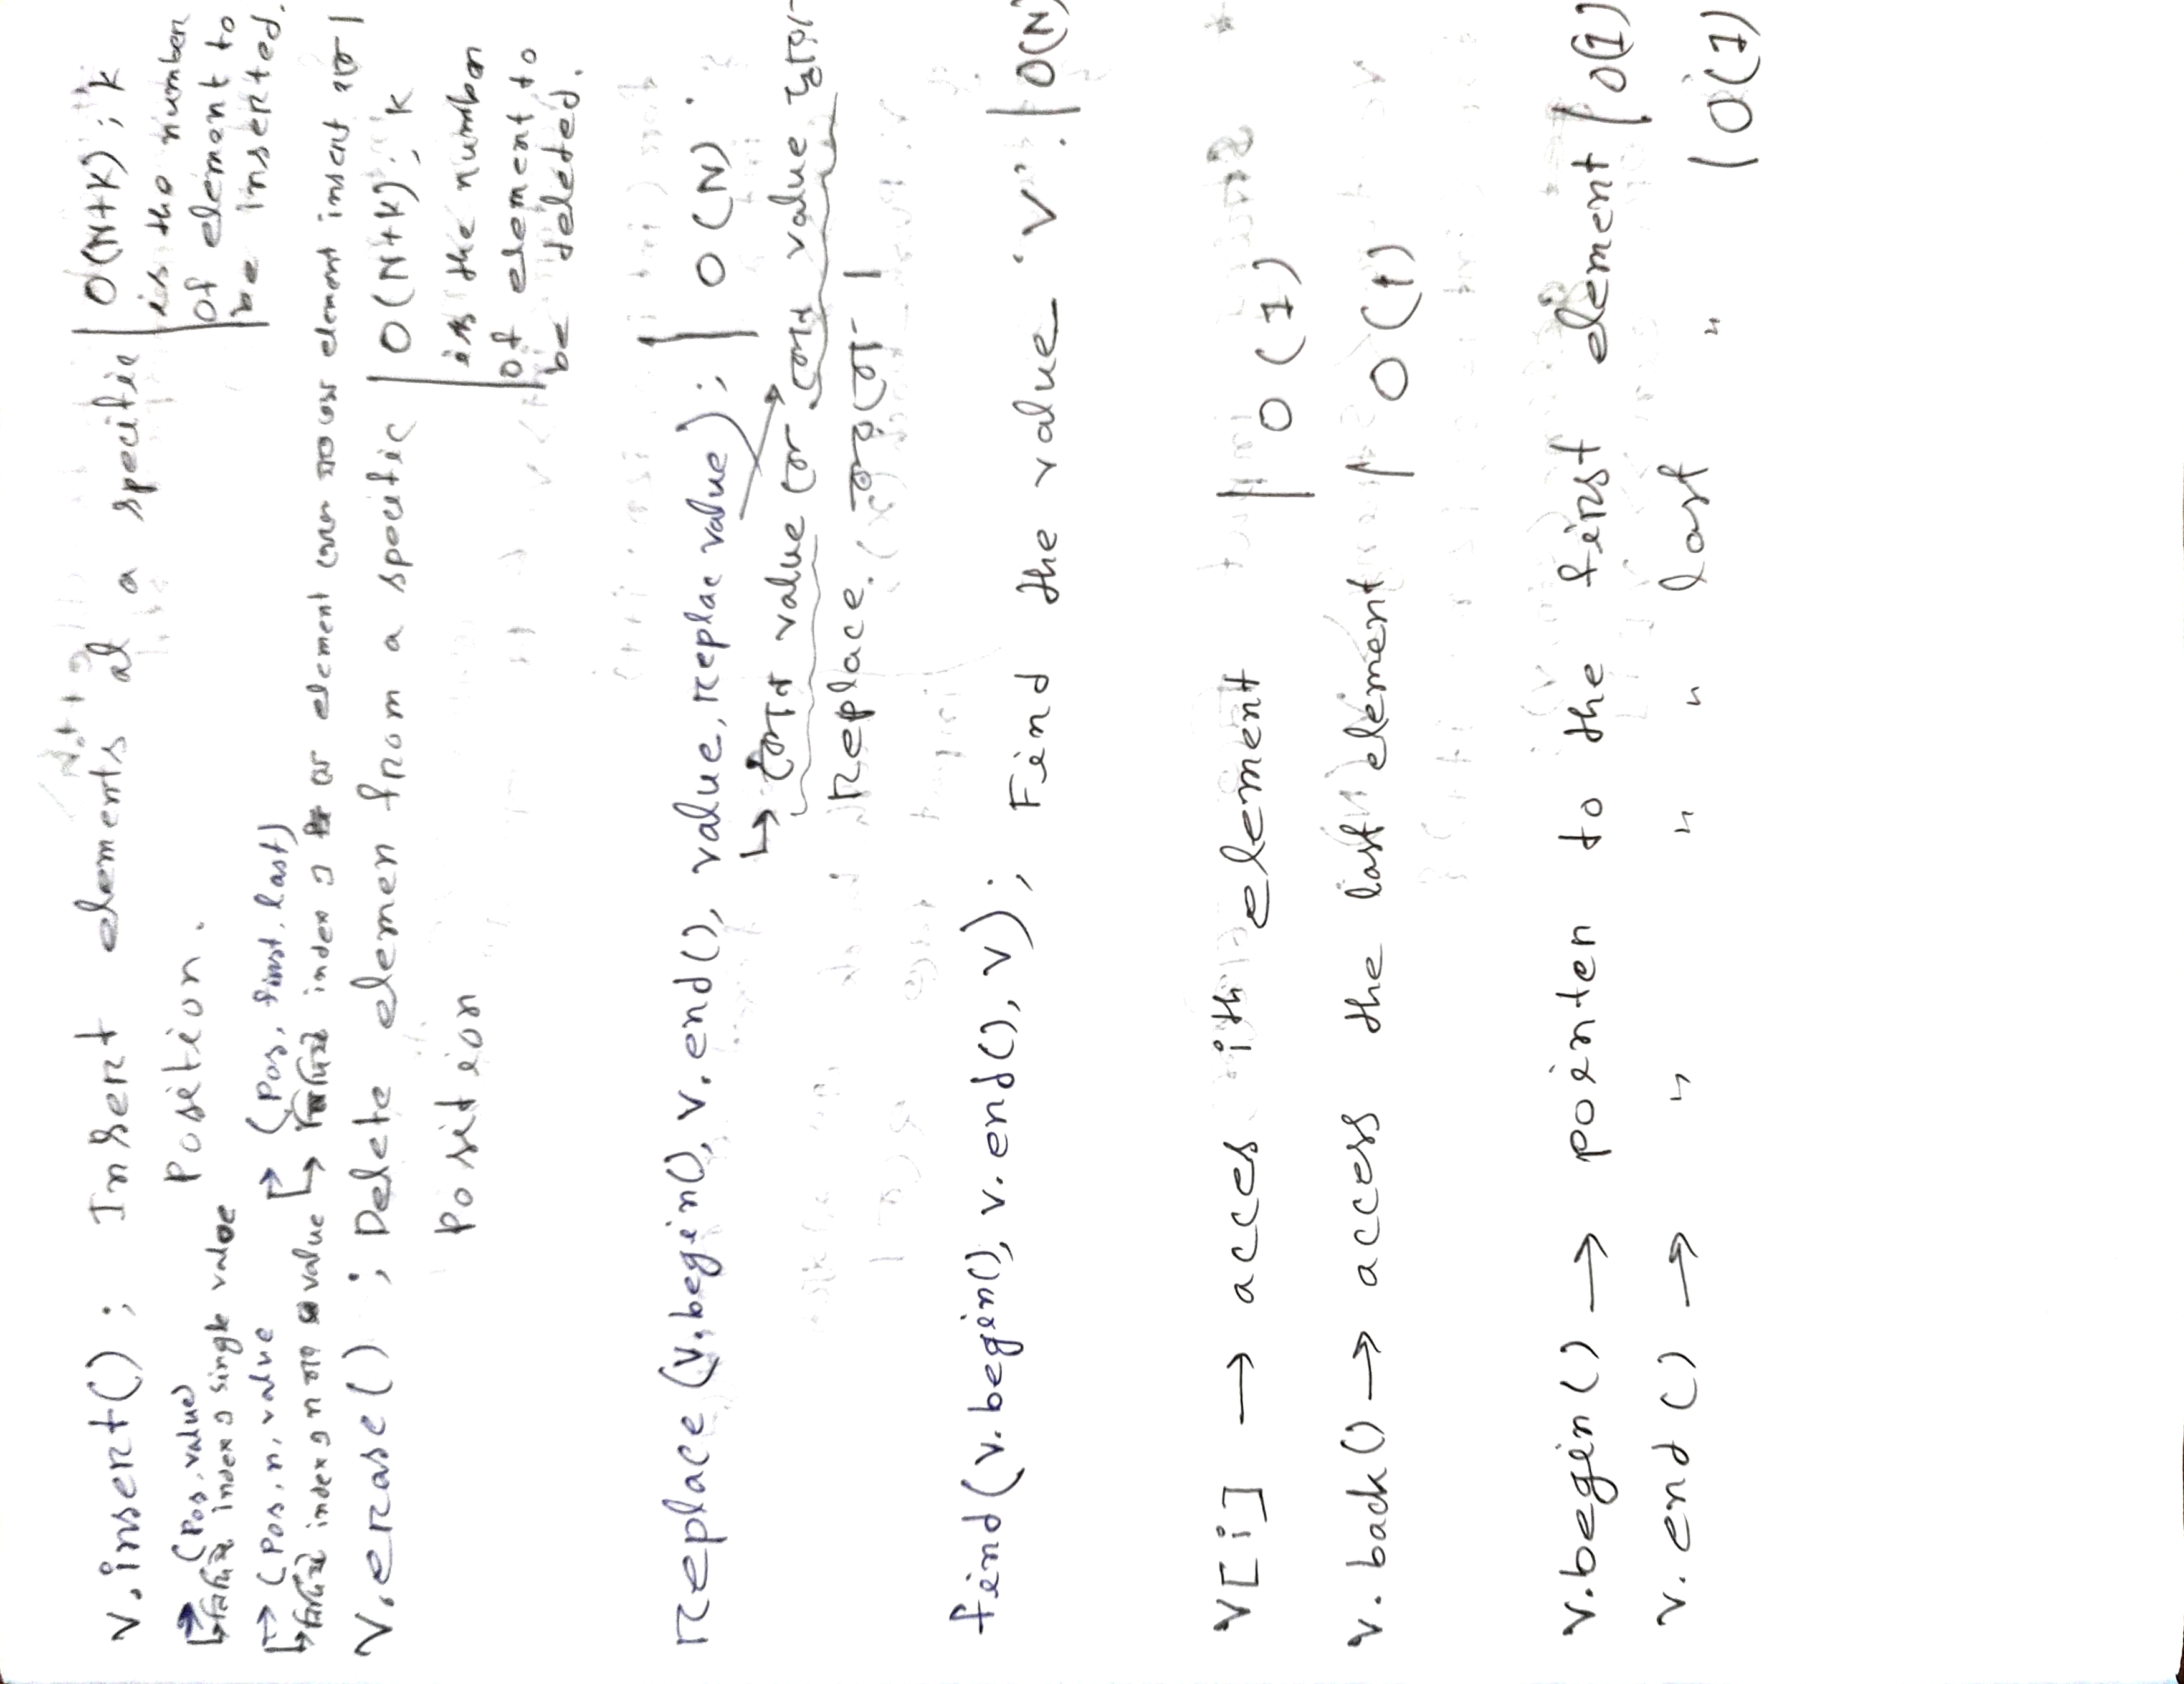 v.insert() ; Insert elements at a specific | O(N+K) ; k
Position. is the number
of element to
be inserted.
→ (Pos, value)
↳ নির্দিষ্ট index এ single value
→ (Pos, n, value
↳ নির্দিষ্ট index এ n value
→ (Pos, first, last)
↳ নির্দিষ্ট index এ element element insert
v.erase() ; Delete elemen from a specific | O(N+K) ; K
Position is the number
of element to
be deleted.
replace (v.begin(), v.end(), value, replac value) ; | O(N)
↳ কোন value কে কোন value দ্বারা
Replace করবো।
find (v.begin(), v.end(), v) ; Find the value 'V'. | O(N)
V[i] → acces ith element | O(1)
v. back() → access the last element | O(1)
v.begin() → pointer to the first element | O(1)
v. end () → " " " last " | O(1)